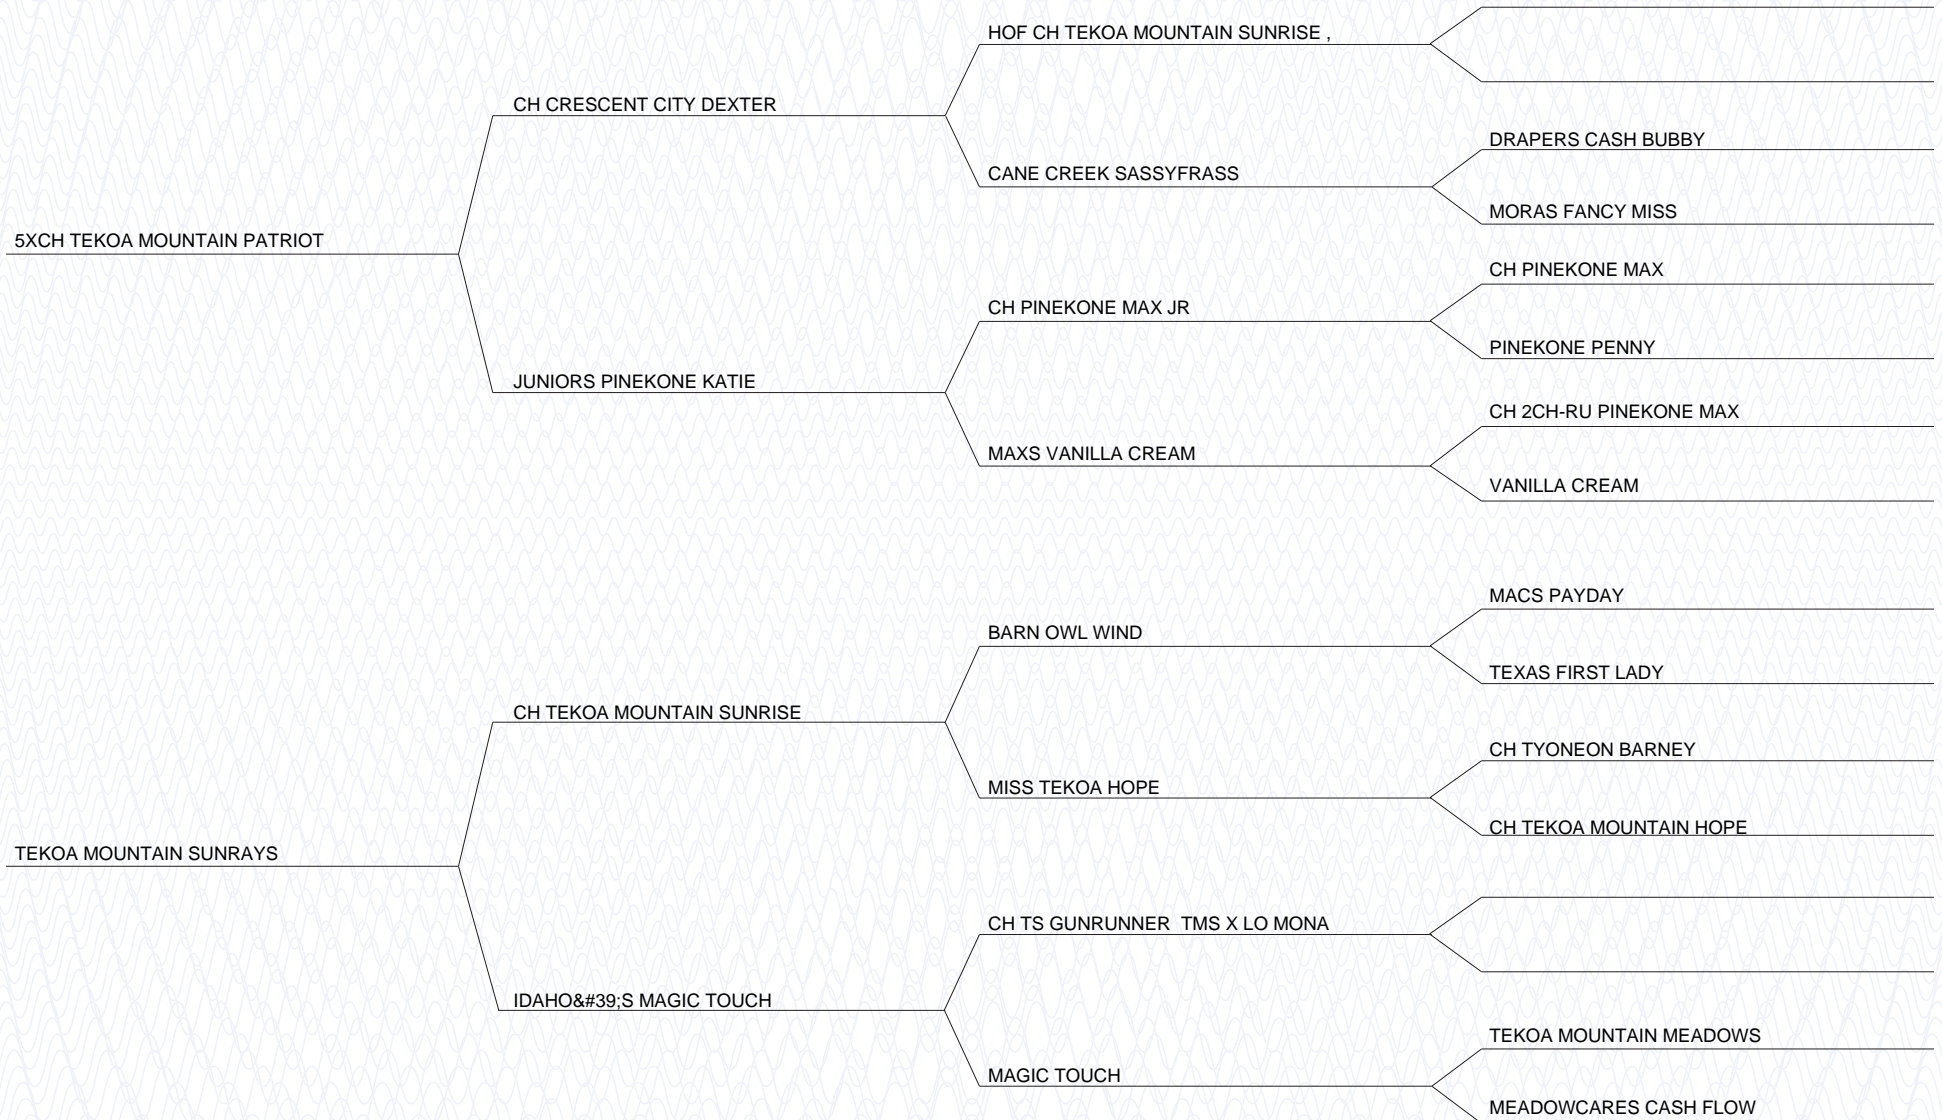 HOF CH TEKOA MOUNTAIN SUNRISE ,
CH CRESCENT CITY DEXTER
DRAPERS CASH BUBBY
CANE CREEK SASSYFRASS
MORAS FANCY MISS
5XCH TEKOA MOUNTAIN PATRIOT
CH PINEKONE MAX
CH PINEKONE MAX JR
PINEKONE PENNY
JUNIORS PINEKONE KATIE
CH 2CH-RU PINEKONE MAX
MAXS VANILLA CREAM
VANILLA CREAM
MACS PAYDAY
BARN OWL WIND
TEXAS FIRST LADY
CH TEKOA MOUNTAIN SUNRISE
CH TYONEON BARNEY
MISS TEKOA HOPE
CH TEKOA MOUNTAIN HOPE
TEKOA MOUNTAIN SUNRAYS
CH TS GUNRUNNER  TMS X LO MONA
IDAHO&#39;S MAGIC TOUCH
TEKOA MOUNTAIN MEADOWS
MAGIC TOUCH
MEADOWCARES CASH FLOW